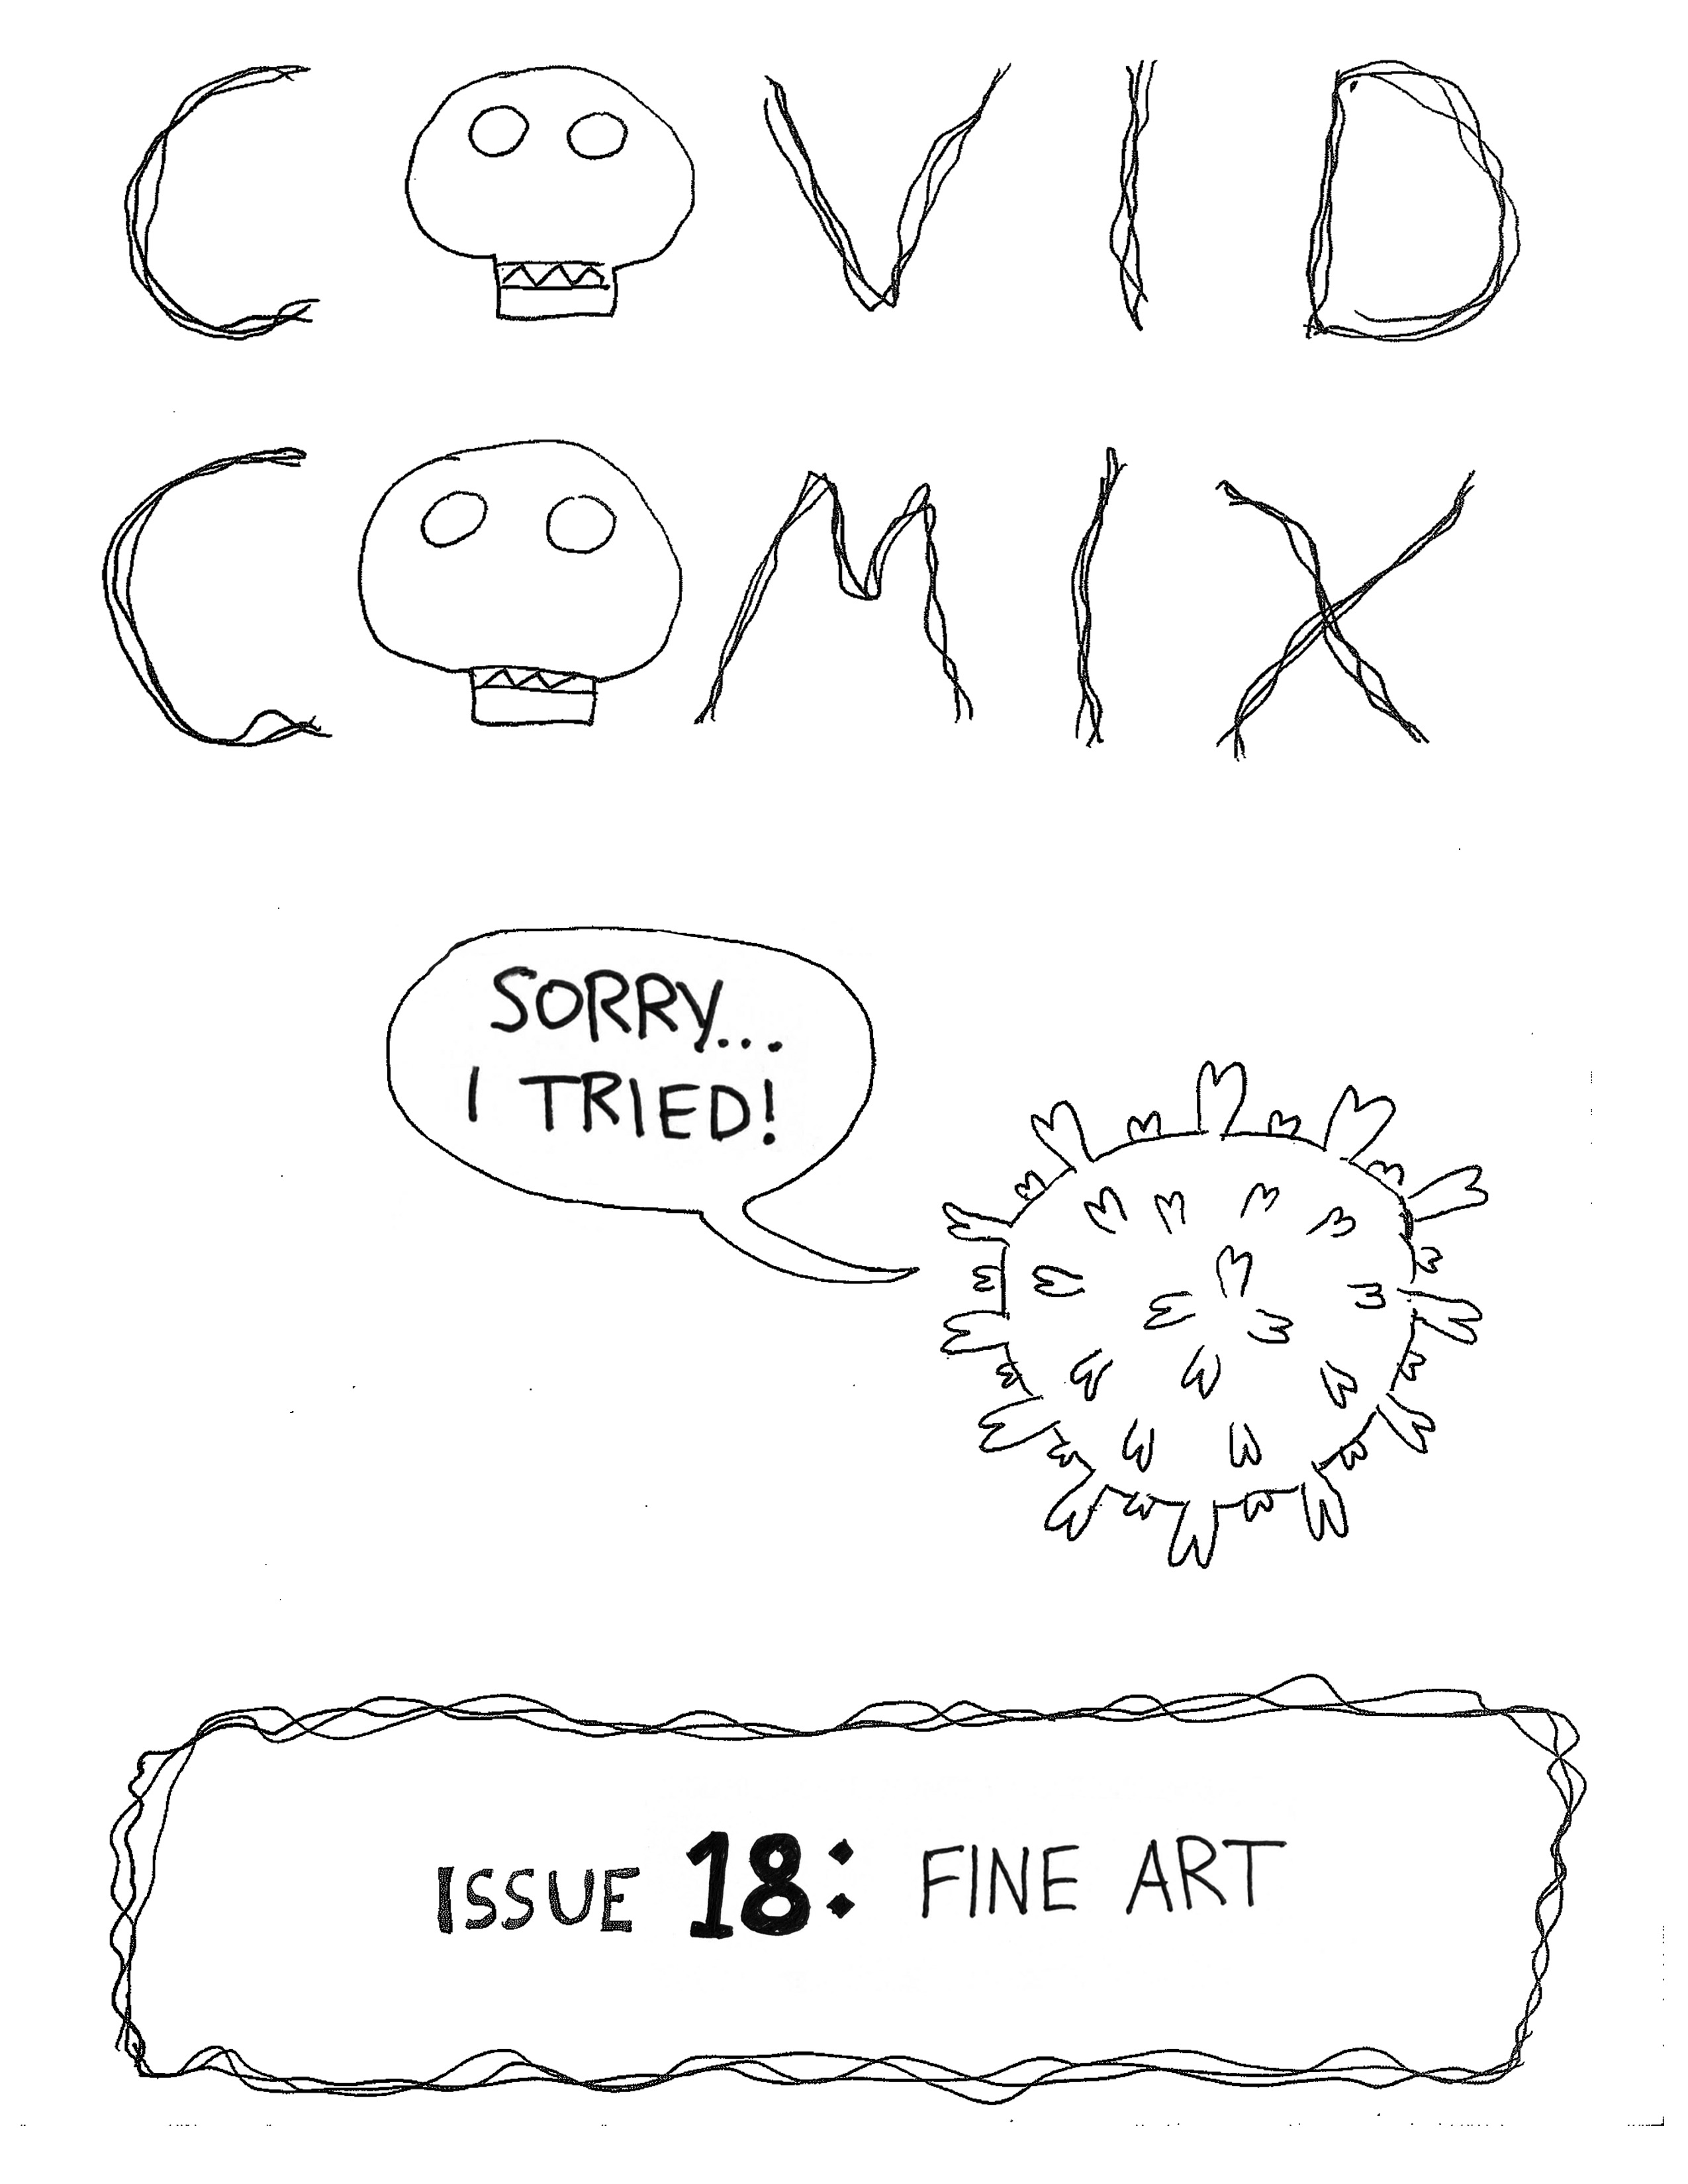 COVID
COMIX
SORRY...
I TRIED!
ISSUE 18: FINE ART